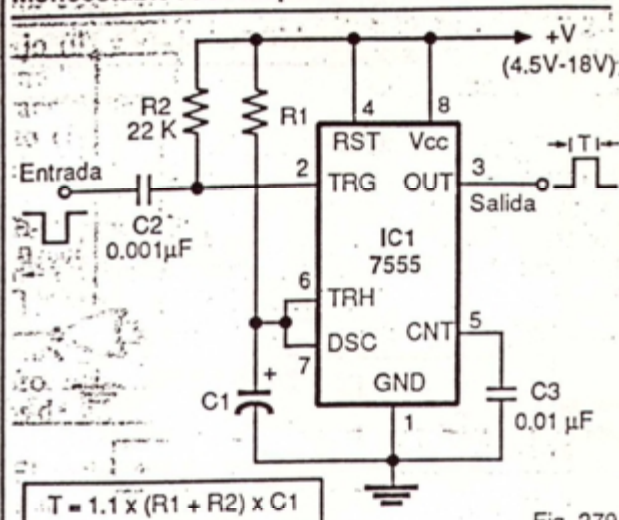 +V
(4.5V-18V)
R2
22 K
R1
4
8
RST
Vcc
Entrada
2
TRG
OUT
3
T
Salida
C2
0.001µF
IC1
7555
6
TRH
DSC
7
CNT
5
GND
1
C1
+
C3
0.01 µF
T = 1.1 x (R1 + R2) x C1